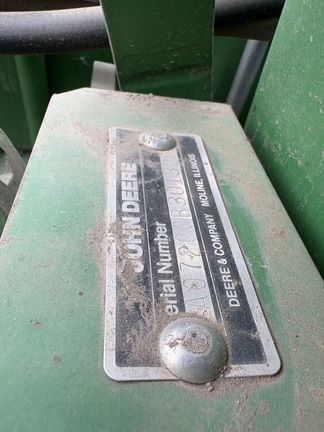 JOHN DEERE
erial Number
DEERE & COMPANY MOLINE, ILLINOIS